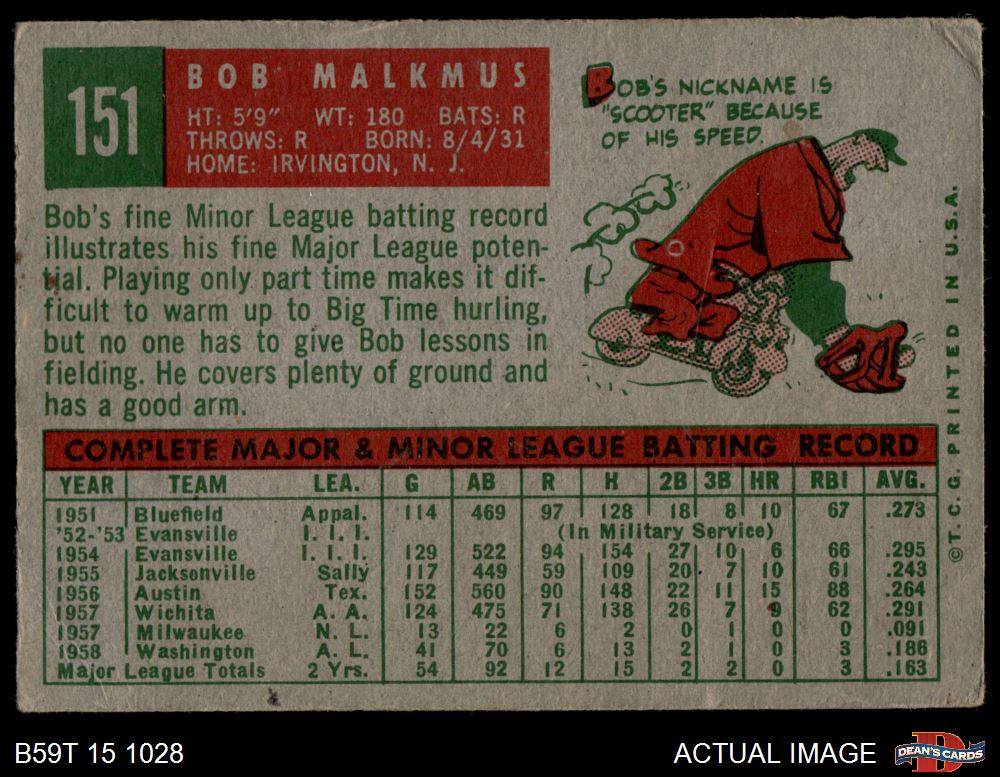 151
BOB MALKMUS
HT: 5'9" WT: 180 BATS: R
THROWS: R BORN: 8/4/31
HOME: IRVINGTON, N. J.
BOB'S NICKNAME IS
"SCOOTER" BECAUSE
OF HIS SPEED.
Bob's fine Minor League batting record
illustrates his fine Major League poten-
tial. Playing only part time makes it dif-
ficult to warm up to Big Time hurling,
but no one has to give Bob lessons in
fielding. He covers plenty of ground and
has a good arm.
©T.C.G. PRINTED IN U.S.A.
COMPLETE MAJOR & MINOR LEAGUE BATTING RECORD
YEAR TEAM LEA. G AB R H 2B 3B HR RBI AVG.
1951 Bluefield Appal. 114 469 97 128 18 8 10 67 .273
'52-'53 Evansville I. I. I. (In Military Service)
1954 Evansville I. I. I. 129 522 94 154 27 10 6 66 .295
1955 Jacksonville Sally 117 449 59 109 20 7 10 61 .243
1956 Austin Tex. 152 560 90 148 22 11 15 88 .264
1957 Wichita A. A. 124 475 71 138 26 7 9 62 .291
1957 Milwaukee N. L. 13 22 6 2 0 1 0 0 .091
1958 Washington A. L. 41 70 6 13 2 1 0 3 .186
Major League Totals 2 Yrs. 54 92 12 15 2 2 0 3 .163
B59T 15 1028
ACTUAL IMAGE
DEAN'S CARDS